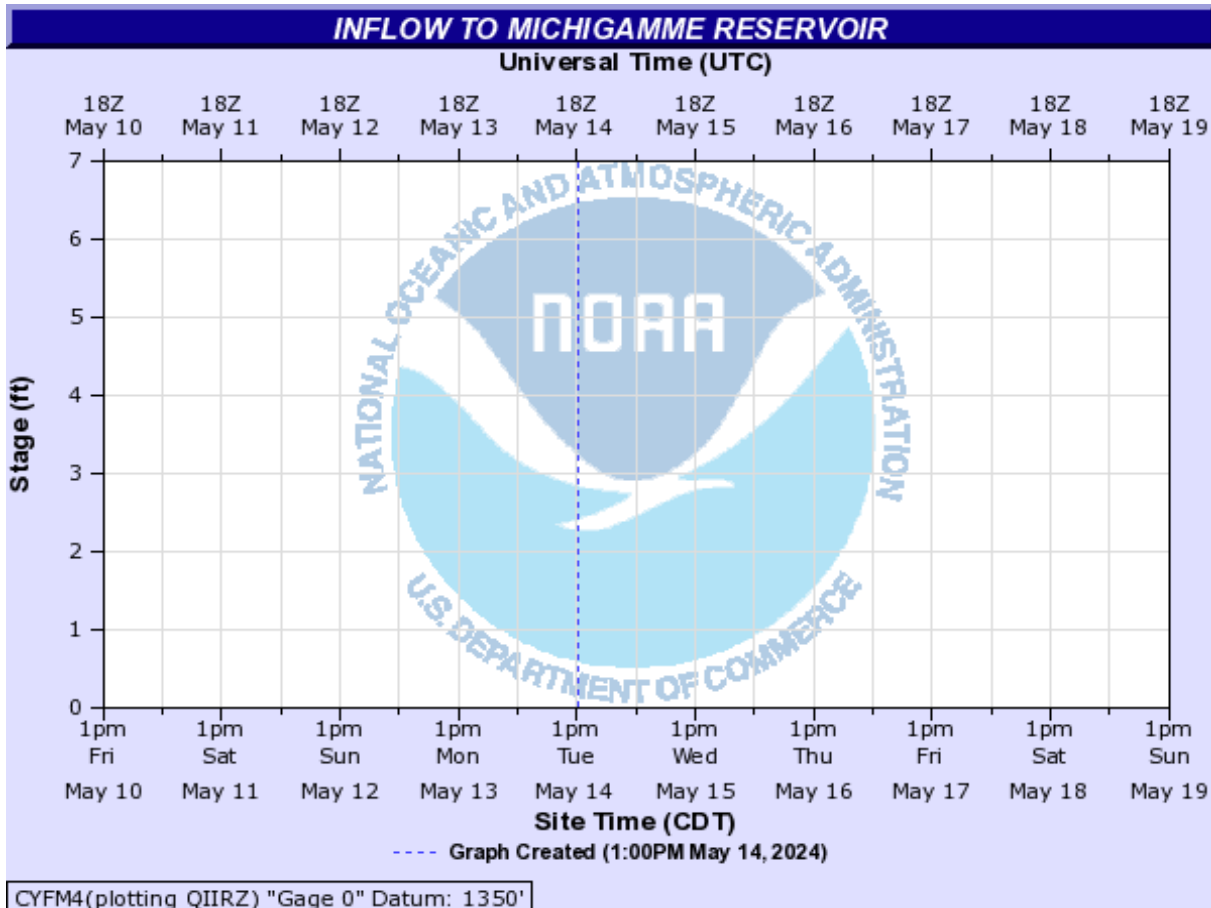 INFLOW TO MICHIGAMME RESERVOIR
Universal Time (UTC)
18Z 18Z 18Z 18Z 18Z 18Z 18Z 18Z 18Z 18Z
May 10 May 11 May 12 May 13 May 14 May 15 May 16 May 17 May 18 May 19
7
6
5
4
3
2
1
0
Stage (ft)
NATIONAL OCEANIC AND ATMOSPHERIC ADMINISTRATION
NOAA
U.S. DEPARTMENT OF COMMERCE
1pm 1pm 1pm 1pm 1pm 1pm 1pm 1pm 1pm 1pm
Fri Sat Sun Mon Tue Wed Thu Fri Sat Sun
May 10 May 11 May 12 May 13 May 14 May 15 May 16 May 17 May 18 May 19
Site Time (CDT)
---- Graph Created (1:00PM May 14, 2024)
CYFM4(plotting QIIRZ) "Gage 0" Datum: 1350'